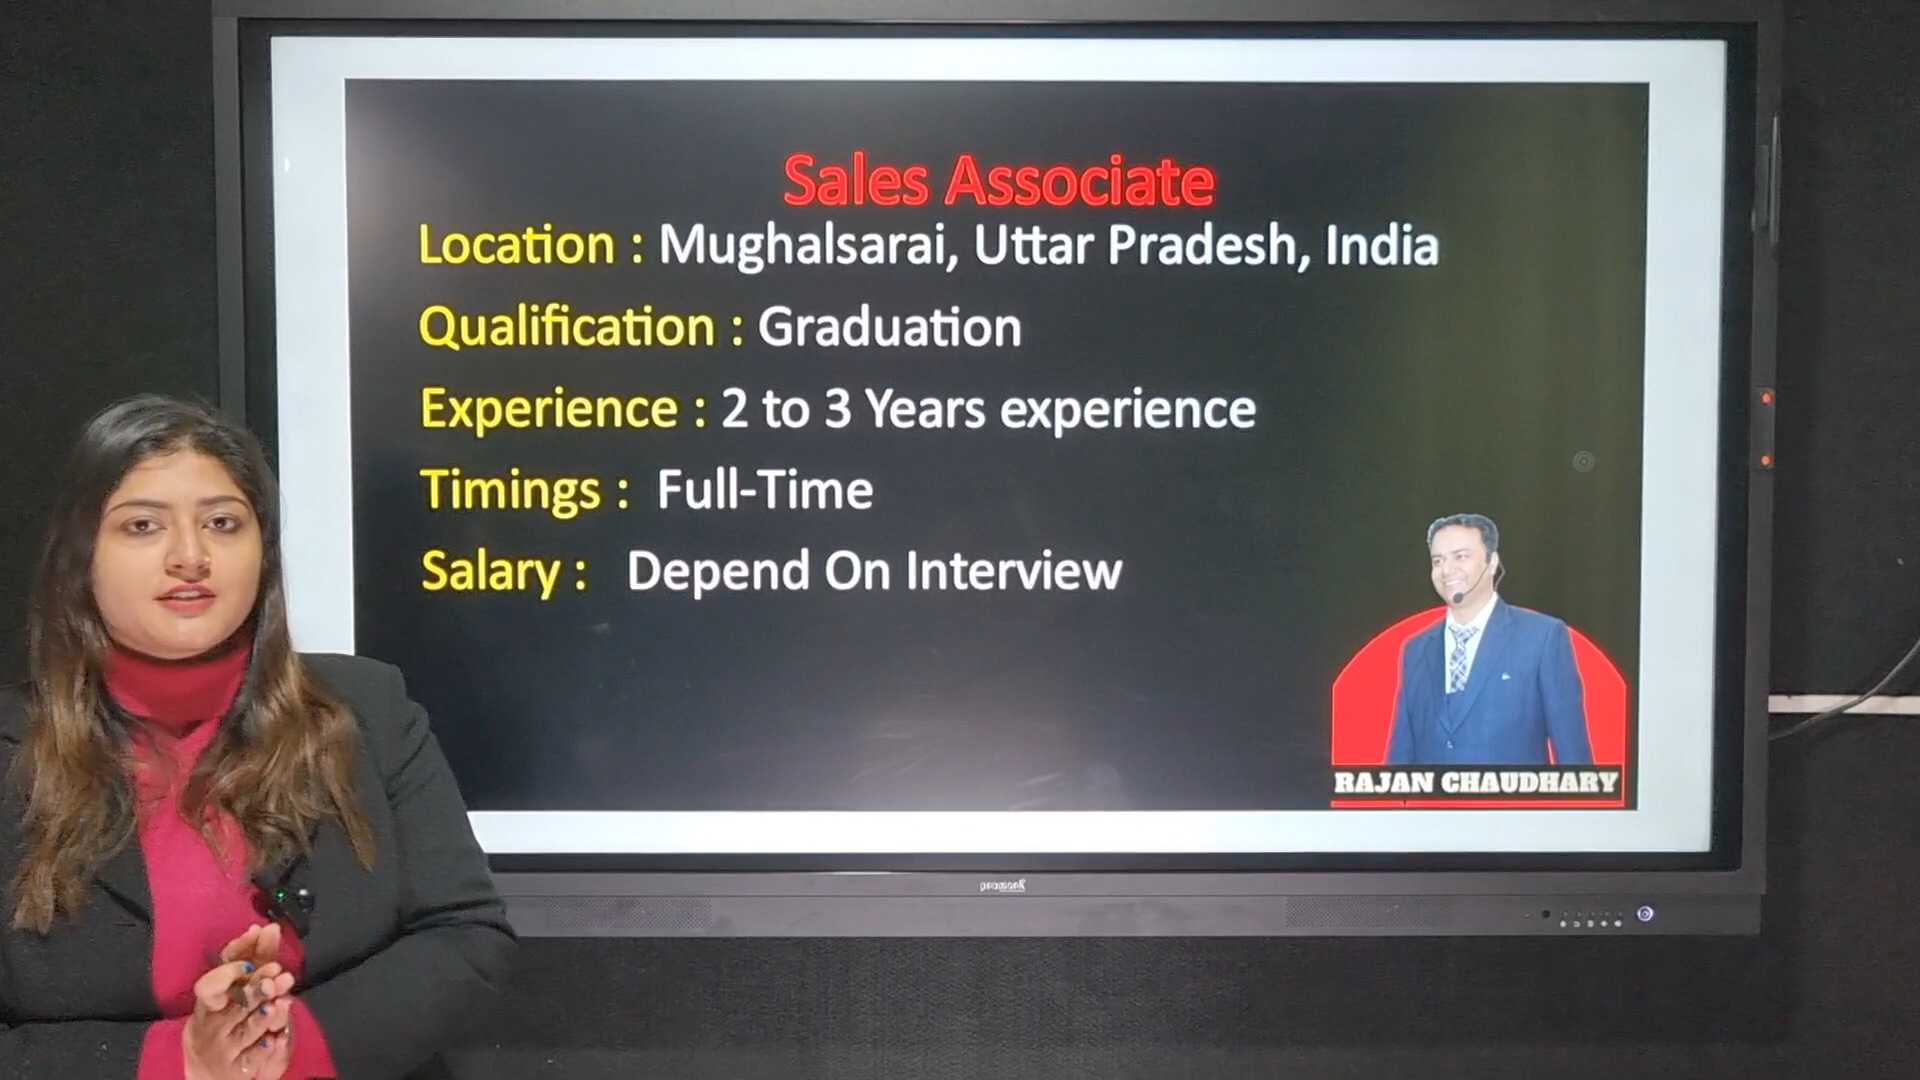 Sales Associate
Location : Mughalsarai, Uttar Pradesh, India
Qualification : Graduation
Experience : 2 to 3 Years experience
Timings : Full-Time
Salary : Depend On Interview
RAJAN CHAUDHARY